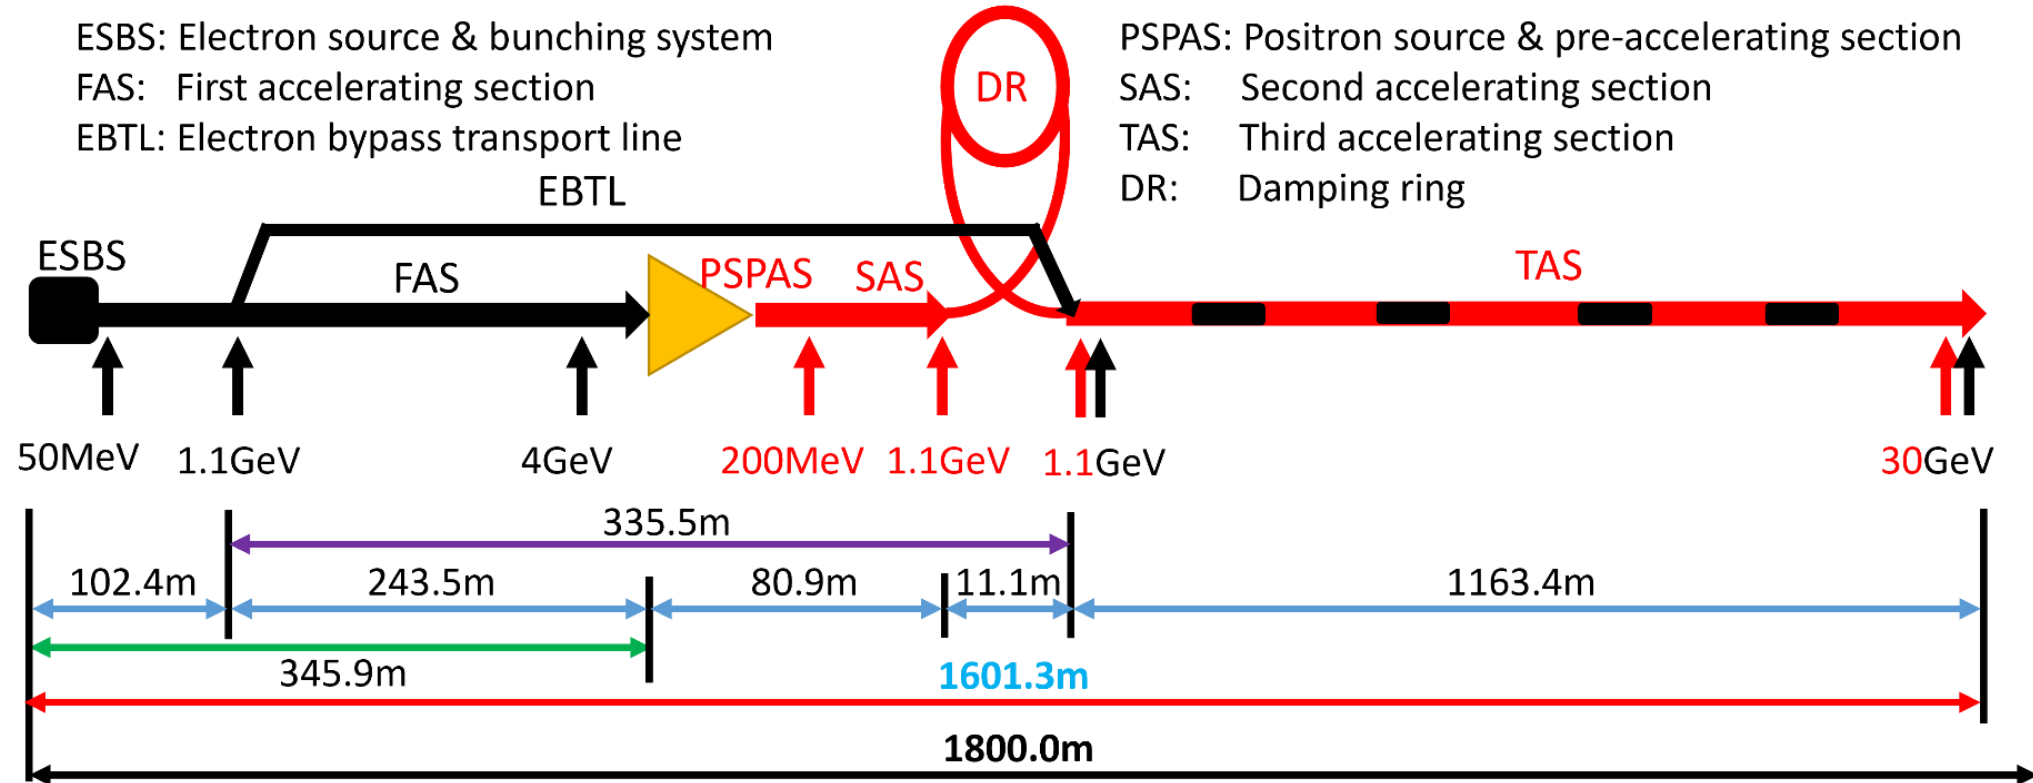 ESBS: Electron source & bunching system
FAS: First accelerating section
EBTL: Electron bypass transport line
PSPAS: Positron source & pre-accelerating section
SAS: Second accelerating section
TAS: Third accelerating section
DR: Damping ring
DR
EBTL
ESBS
FAS
PSPAS
SAS
TAS
50MeV
1.1GeV
4GeV
200MeV
1.1GeV
1.1GeV
30GeV
335.5m
102.4m
243.5m
80.9m
11.1m
1163.4m
345.9m
1601.3m
1800.0m